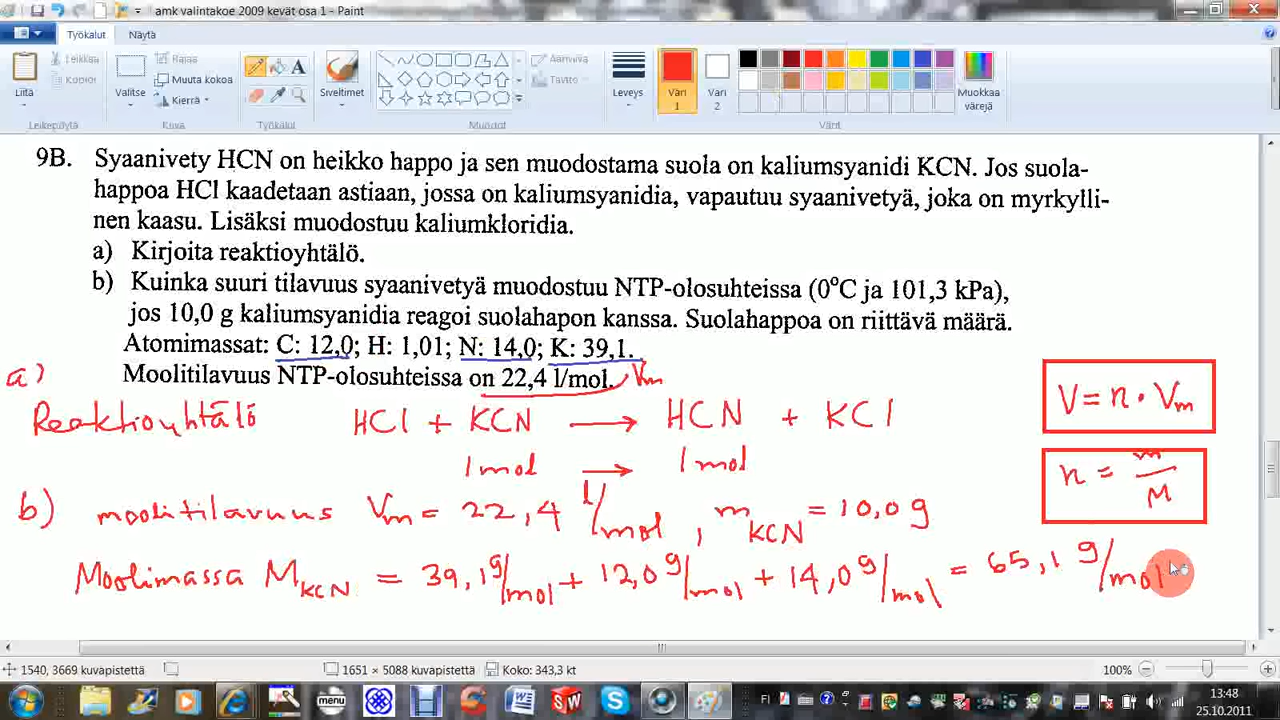 amk valintakoe 2009 kevät osa 1 - Paint
Työkalut Näytä
Liitä
Leikkaa
Kopioi
Valitse
Rajaa
Muuta kokoa
Kierrä
Siveltimet
Ääriviiva
Täyttö
Leveys
Väri 1
Väri 2
Muokkaa värejä
Leikepöytä Kuva Työkalut Muodot Värit
9B. Syaanivety HCN on heikko happo ja sen muodostama suola on kaliumsyanidi KCN. Jos suola-
happoa HCl kaadetaan astiaan, jossa on kaliumsyanidia, vapautuu syaanivetyä, joka on myrkylli-
nen kaasu. Lisäksi muodostuu kaliumkloridia.
a) Kirjoita reaktioyhtälö.
b) Kuinka suuri tilavuus syaanivetyä muodostuu NTP-olosuhteissa (0°C ja 101,3 kPa),
jos 10,0 g kaliumsyanidia reagoi suolahapon kanssa. Suolahappoa on riittävä määrä.
Atomimassat: C: 12,0; H: 1,01; N: 14,0; K: 39,1.
Moolitilavuus NTP-olosuhteissa on 22,4 l/mol. Vm
a)
Reaktioyhtälö HCl + KCN → HCN + KCl
1 mol → 1 mol
V = n · Vm
n = m/M
b) moolitilavuus Vm = 22,4 l/mol, mKCN = 10,0 g
Moolimassa MKCN = 39,1 g/mol + 12,0 g/mol + 14,0 g/mol = 65,1 g/mol
1540, 3669 kuvapistettä 1651 × 5088 kuvapistettä Koko: 343,3 kt 100%
menu FI 13:48
25.10.2011